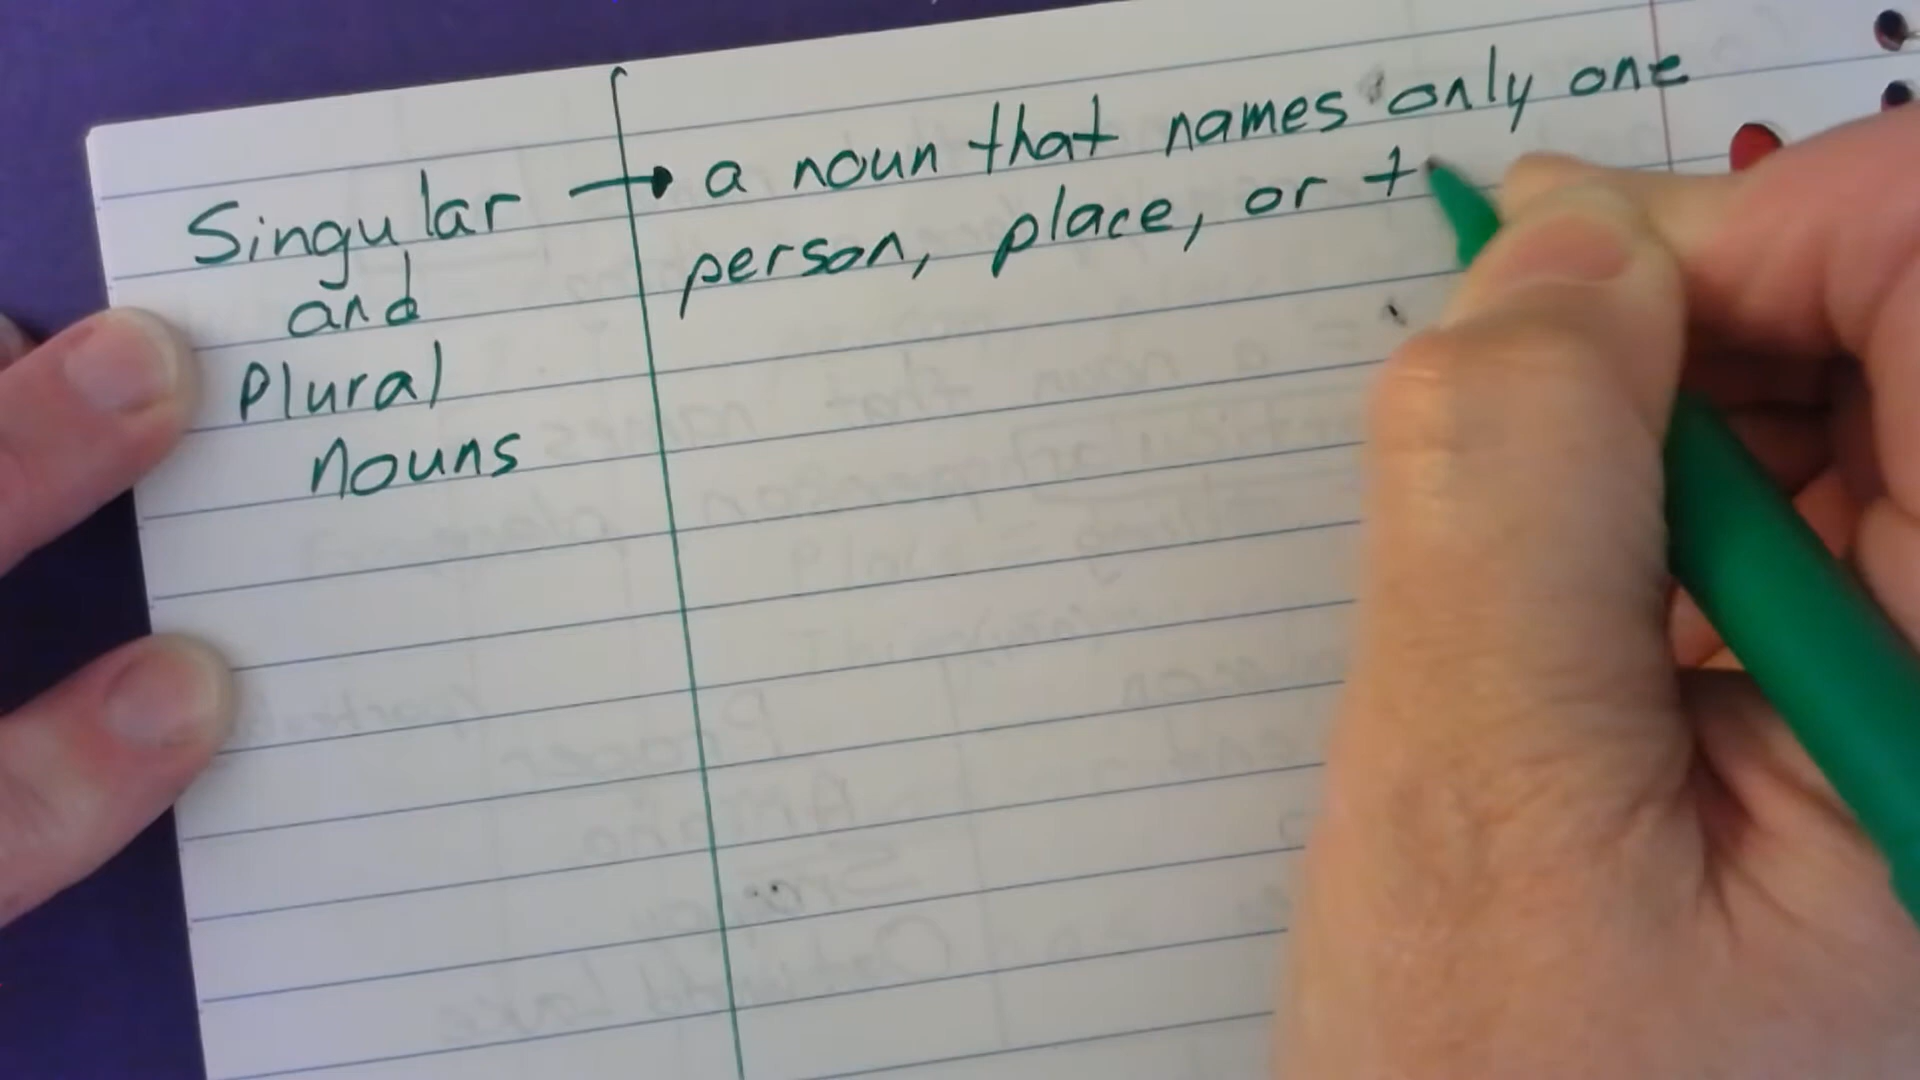 Singular → a noun that names only one
and person, place, or t
Plural
nouns